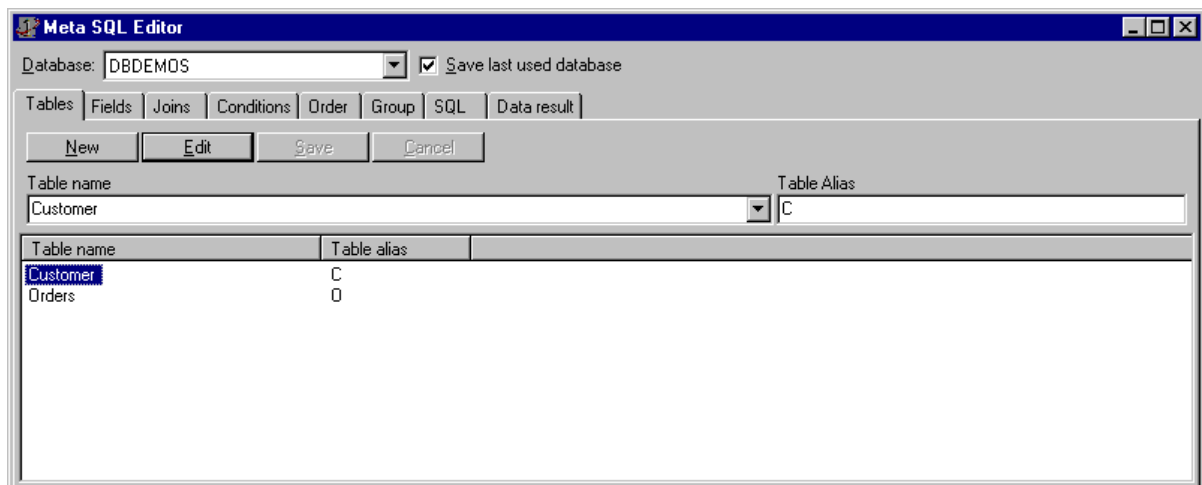 Meta SQL Editor
Database: DBDEMOS Save last used database
Tables Fields Joins Conditions Order Group SQL Data result
New Edit Save Cancel
Table name Table Alias
Customer C
Table name Table alias
Customer C
Orders O